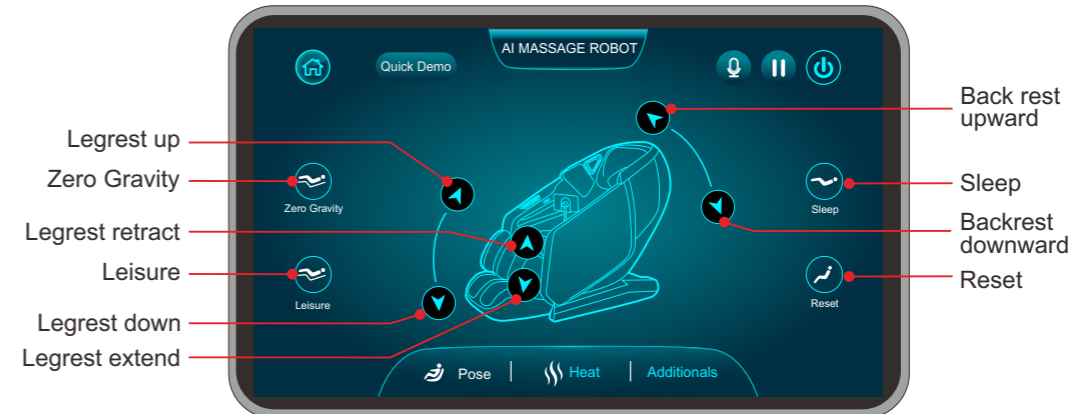 AI MASSAGE ROBOT
Quick Demo
Back rest
upward
Legrest up
Zero Gravity
Zero Gravity
Sleep
Sleep
Legrest retract
Backrest
downward
Leisure
Leisure
Reset
Reset
Legrest down
Legrest extend
Pose
Heat
Additionals